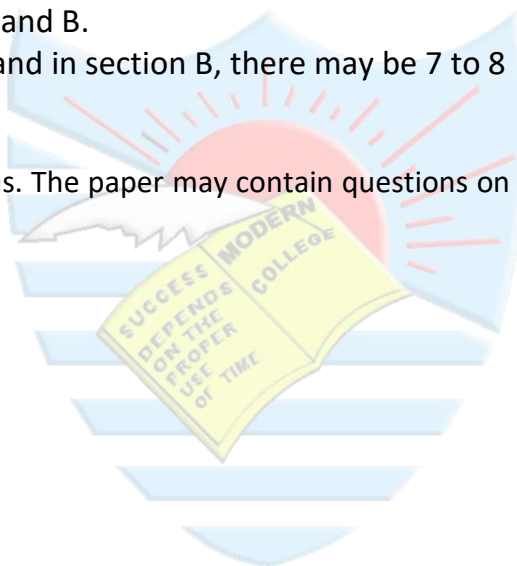 and B.
and in section B, there may be 7 to 8
s. The paper may contain questions on
MODERN
COLLEGE
SUCCESS
DEPENDS
ON THE
PROPER
USE
OF TIME